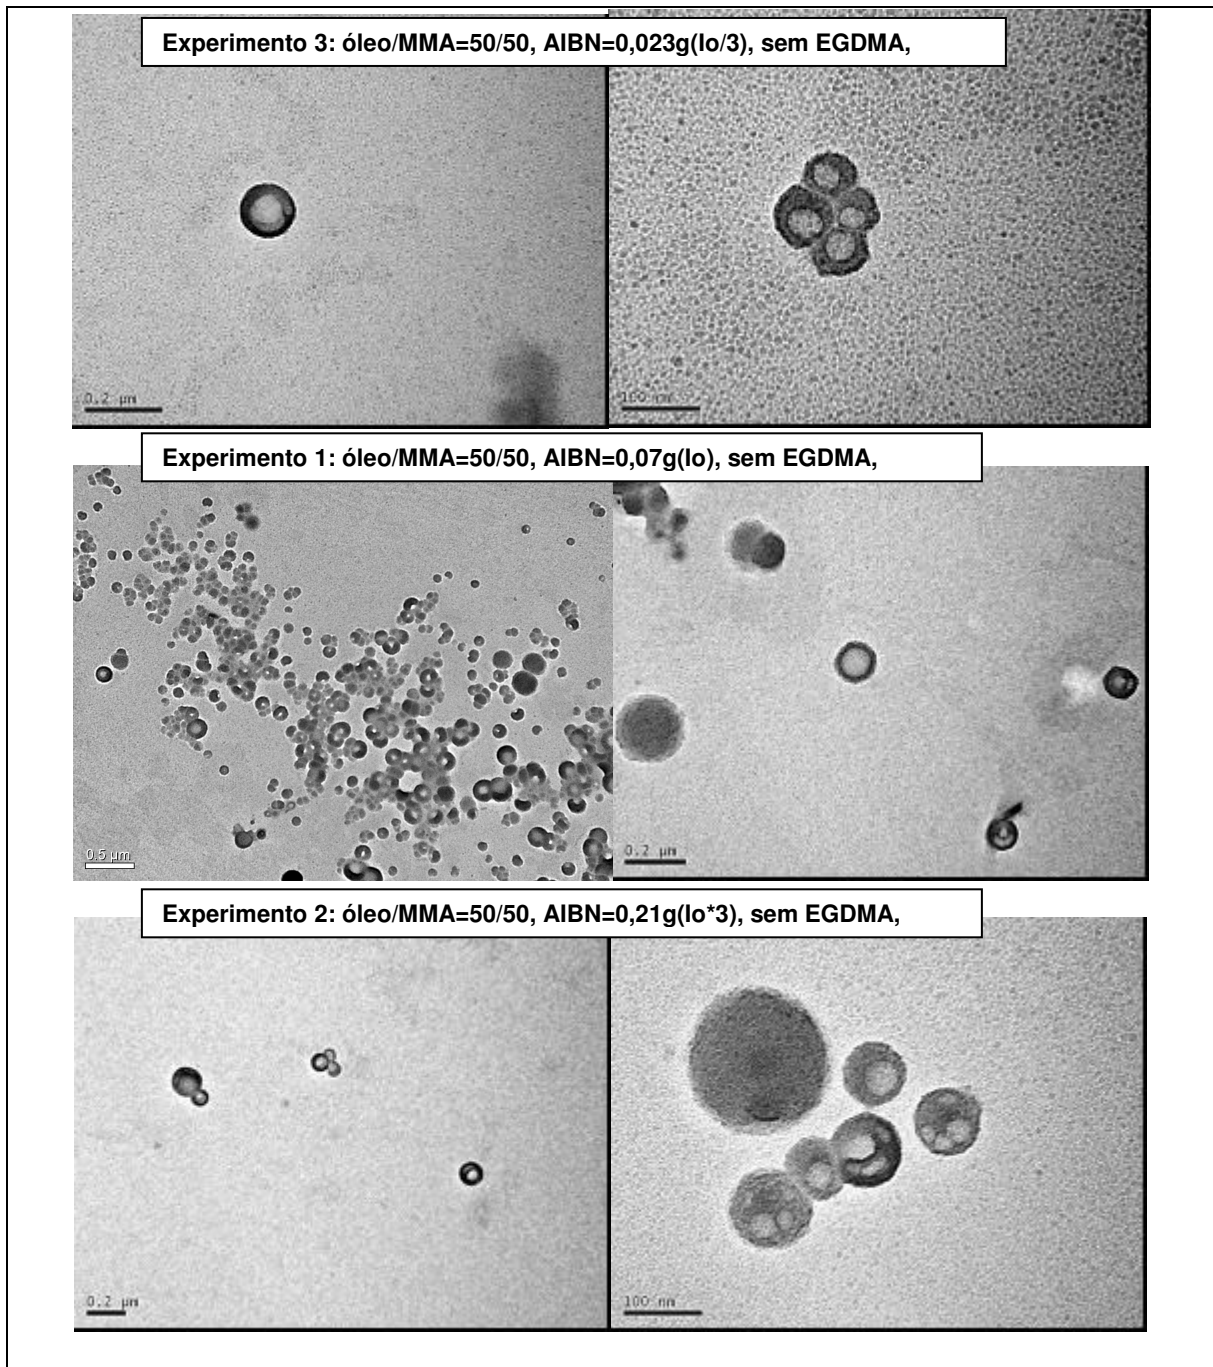 Experimento 3: óleo/MMA=50/50, AIBN=0,023g(Io/3), sem EGDMA,
0.2 µm
100 nm
Experimento 1: óleo/MMA=50/50, AIBN=0,07g(Io), sem EGDMA,
0.5 µm
0.2 µm
Experimento 2: óleo/MMA=50/50, AIBN=0,21g(Io*3), sem EGDMA,
0.2 µm
100 nm